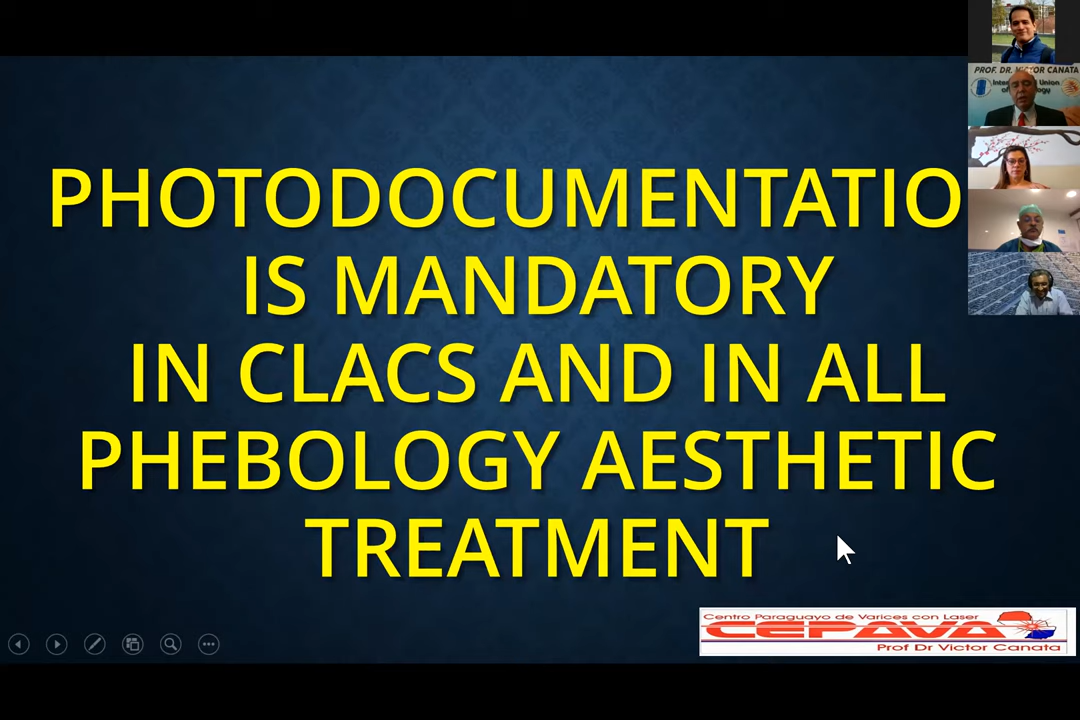 PHOTODOCUMENTATIO
IS MANDATORY
IN CLACS AND IN ALL
PHEBOLOGY AESTHETIC
TREATMENT
PROF. DR. VICTOR CANATA
Union
Centro Paraguayo de Varices con Laser
CEPAVA
Prof Dr Victor Canata